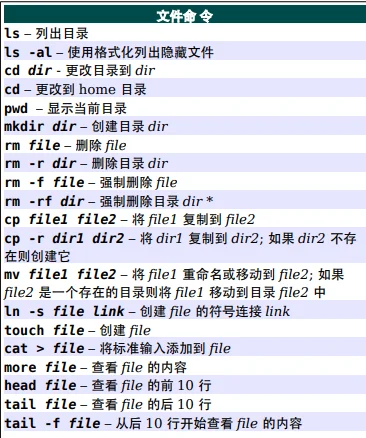 文件命令
ls – 列出目录
ls -al – 使用格式化列出隐藏文件
cd dir - 更改目录到 dir
cd – 更改到 home 目录
pwd – 显示当前目录
mkdir dir – 创建目录 dir
rm file – 删除 file
rm -r dir – 删除目录 dir
rm -f file – 强制删除 file
rm -rf dir – 强制删除目录 dir *
cp file1 file2 – 将 file1 复制到 file2
cp -r dir1 dir2 – 将 dir1 复制到 dir2; 如果 dir2 不存
在则创建它
mv file1 file2 – 将 file1 重命名或移动到 file2; 如果
file2 是一个存在的目录则将 file1 移动到目录 file2 中
ln -s file link – 创建 file 的符号连接 link
touch file – 创建 file
cat > file – 将标准输入添加到 file
more file – 查看 file 的内容
head file – 查看 file 的前 10 行
tail file – 查看 file 的后 10 行
tail -f file – 从后 10 行开始查看 file 的内容